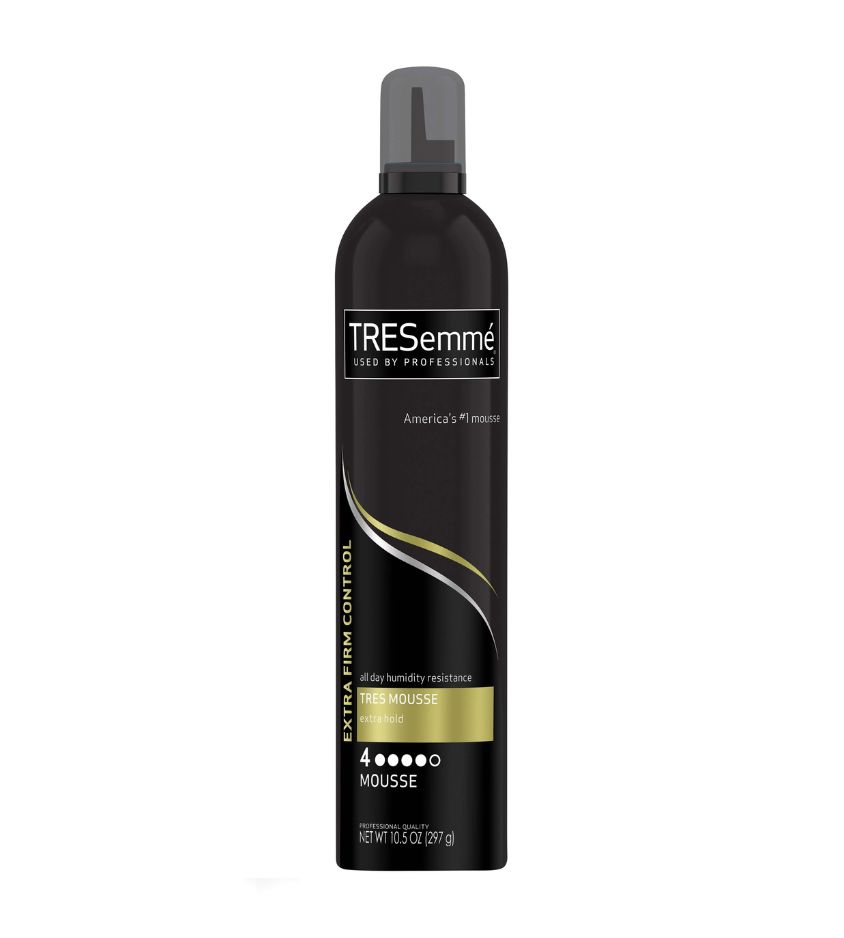 TRESemmé
USED BY PROFESSIONALS
America's #1 mousse
EXTRA FIRM CONTROL
all day humidity resistance
TRES MOUSSE
extra hold
4
MOUSSE
PROFESSIONAL QUALITY
NET WT 10.5 OZ (297 g)